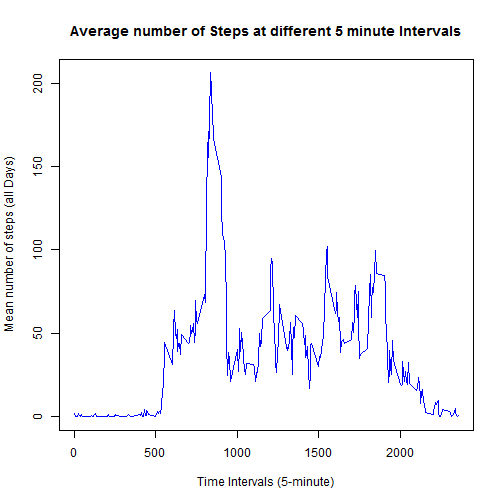 Average number of Steps at different 5 minute Intervals
Mean number of steps (all Days)
200
150
100
50
0
0 500 1000 1500 2000
Time Intervals (5-minute)